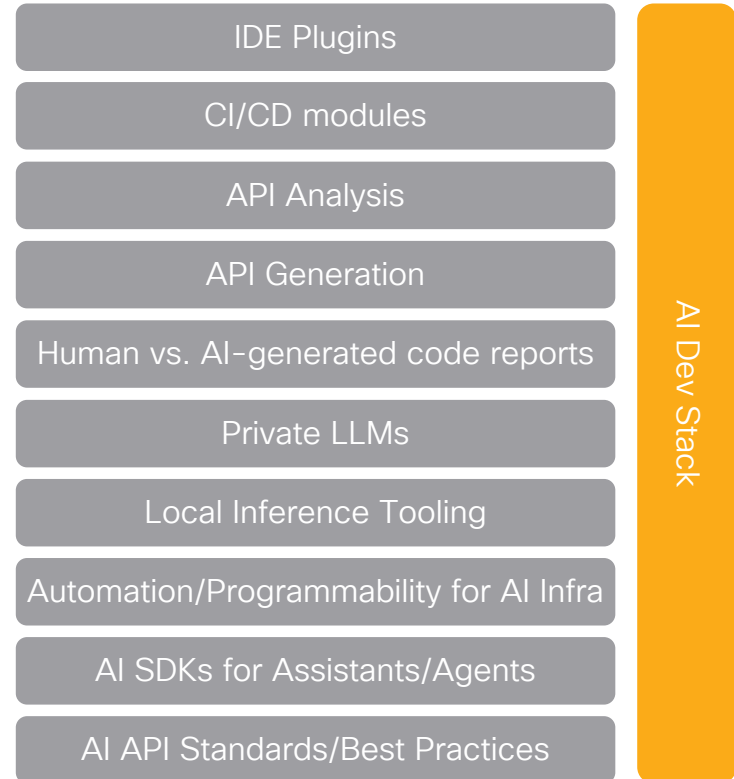 IDE Plugins
CI/CD modules
API Analysis
API Generation
Human vs. AI-generated code reports
Private LLMs
Local Inference Tooling
Automation/Programmability for AI Infra
AI SDKs for Assistants/Agents
AI API Standards/Best Practices
AI Dev Stack